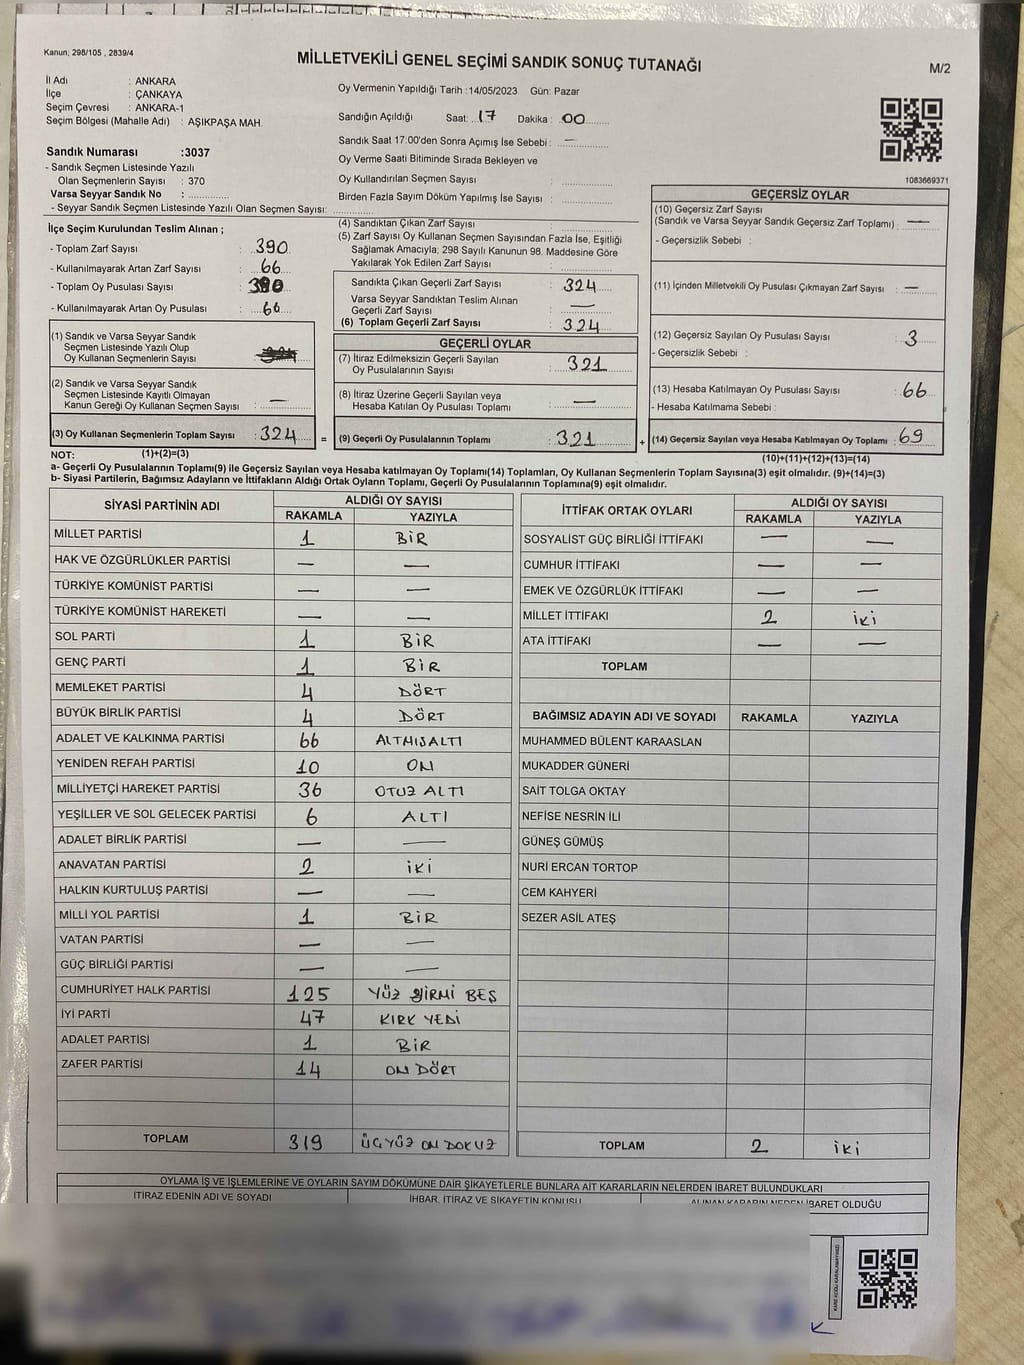 Kanun; 298/105 , 2839/4
MİLLETVEKİLİ GENEL SEÇİMİ SANDIK SONUÇ TUTANAĞI
M/2
İl Adı : ANKARA
İlçe : ÇANKAYA
Seçim Çevresi : ANKARA-1
Seçim Bölgesi (Mahalle Adı) : AŞIKPAŞA MAH.
Oy Vermenin Yapıldığı Tarih :14/05/2023 Gün: Pazar
Sandığın Açıldığı Saat: 17 Dakika : 00
Sandık Saat 17:00'den Sonra Açımış İse Sebebi : —
Oy Verme Saati Bitiminde Sırada Bekleyen ve
Oy Kullandırılan Seçmen Sayısı :
Birden Fazla Sayım Döküm Yapılmış İse Sayısı :
1083669371
Sandık Numarası :3037
- Sandık Seçmen Listesinde Yazılı
Olan Seçmenlerin Sayısı : 370
Varsa Seyyar Sandık No :
- Seyyar Sandık Seçmen Listesinde Yazılı Olan Seçmen Sayısı:
İlçe Seçim Kurulundan Teslim Alınan ;
- Toplam Zarf Sayısı : 390
- Kullanılmayarak Artan Zarf Sayısı : 66
- Toplam Oy Pusulası Sayısı : 390
- Kullanılmayarak Artan Oy Pusulası : 66
(1) Sandık ve Varsa Seyyar Sandık
Seçmen Listesinde Yazılı Olup
Oy Kullanan Seçmenlerin Sayısı :
(2) Sandık ve Varsa Seyyar Sandık
Seçmen Listesinde Kayıtlı Olmayan
Kanun Gereği Oy Kullanan Seçmen Sayısı : —
(3) Oy Kullanan Seçmenlerin Toplam Sayısı : 324 =
(4) Sandıktan Çıkan Zarf Sayısı :
(5) Zarf Sayısı Oy Kullanan Seçmen Sayısından Fazla İse, Eşitliği
Sağlamak Amacıyla; 298 Sayılı Kanunun 98. Maddesine Göre
Yakılarak Yok Edilen Zarf Sayısı :
Sandıkta Çıkan Geçerli Zarf Sayısı : 324
Varsa Seyyar Sandıktan Teslim Alınan
Geçerli Zarf Sayısı : —
(6) Toplam Geçerli Zarf Sayısı : 324
GEÇERLİ OYLAR
(7) İtiraz Edilmeksizin Geçerli Sayılan
Oy Pusulalarının Sayısı : 321
(8) İtiraz Üzerine Geçerli Sayılan veya
Hesaba Katılan Oy Pusulası Toplamı : —
(9) Geçerli Oy Pusulalarının Toplamı : 321 +
GEÇERSİZ OYLAR
(10) Geçersiz Zarf Sayısı
(Sandık ve Varsa Seyyar Sandık Geçersiz Zarf Toplamı) : —
- Geçersizlik Sebebi :
(11) İçinden Milletvekili Oy Pusulası Çıkmayan Zarf Sayısı : —
(12) Geçersiz Sayılan Oy Pusulası Sayısı : 3
- Geçersizlik Sebebi :
(13) Hesaba Katılmayan Oy Pusulası Sayısı : 66
- Hesaba Katılmama Sebebi :
(14) Geçersiz Sayılan veya Hesaba Katılmayan Oy Toplamı : 69
NOT: (1)+(2)=(3)
(10)+(11)+(12)+(13)=(14)
a- Geçerli Oy Pusulalarının Toplamı(9) ile Geçersiz Sayılan veya Hesaba katılmayan Oy Toplamı(14) Toplamları, Oy Kullanan Seçmenlerin Toplam Sayısına(3) eşit olmalıdır. (9)+(14)=(3)
b- Siyasi Partilerin, Bağımsız Adayların ve İttifakların Aldığı Ortak Oyların Toplamı, Geçerli Oy Pusulalarının Toplamına(9) eşit olmalıdır.
SİYASİ PARTİNİN ADI ALDIĞI OY SAYISI
RAKAMLA YAZIYLA
MİLLET PARTİSİ 1 BİR
HAK VE ÖZGÜRLÜKLER PARTİSİ — —
TÜRKİYE KOMÜNİST PARTİSİ — —
TÜRKİYE KOMÜNİST HAREKETİ — —
SOL PARTİ 1 BİR
GENÇ PARTİ 1 BİR
MEMLEKET PARTİSİ 4 DÖRT
BÜYÜK BİRLİK PARTİSİ 4 DÖRT
ADALET VE KALKINMA PARTİSİ 66 ALTMIŞALTI
YENİDEN REFAH PARTİSİ 10 ON
MİLLİYETÇİ HAREKET PARTİSİ 36 OTUZ ALTI
YEŞİLLER VE SOL GELECEK PARTİSİ 6 ALTI
ADALET BİRLİK PARTİSİ — —
ANAVATAN PARTİSİ 2 İKİ
HALKIN KURTULUŞ PARTİSİ — —
MİLLİ YOL PARTİSİ 1 BİR
VATAN PARTİSİ — —
GÜÇ BİRLİĞİ PARTİSİ — —
CUMHURİYET HALK PARTİSİ 125 YÜZ YİRMİ BEŞ
İYİ PARTİ 47 KIRK YEDİ
ADALET PARTİSİ 1 BİR
ZAFER PARTİSİ 14 ON DÖRT
TOPLAM 319 ÜÇYÜZ ON DOKUZ
İTTİFAK ORTAK OYLARI ALDIĞI OY SAYISI
RAKAMLA YAZIYLA
SOSYALİST GÜÇ BİRLİĞİ İTTİFAKI — —
CUMHUR İTTİFAKI — —
EMEK VE ÖZGÜRLÜK İTTİFAKI — —
MİLLET İTTİFAKI 2 İKİ
ATA İTTİFAKI — —
TOPLAM
BAĞIMSIZ ADAYIN ADI VE SOYADI RAKAMLA YAZIYLA
MUHAMMED BÜLENT KARAASLAN
MUKADDER GÜNERİ
SAİT TOLGA OKTAY
NEFİSE NESRİN İLİ
GÜNEŞ GÜMÜŞ
NURİ ERCAN TORTOP
CEM KAHYERİ
SEZER ASİL ATEŞ
TOPLAM 2 İKİ
OYLAMA İŞ VE İŞLEMLERİNE VE OYLARIN SAYIM DÖKÜMÜNE DAİR ŞİKAYETLERLE BUNLARA AİT KARARLARIN NELERDEN İBARET BULUNDUKLARI
İTİRAZ EDENİN ADI VE SOYADI İHBAR, İTİRAZ VE ŞİKAYETİN KONUSU ALINAN KARARIN NEDEN İBARET OLDUĞU